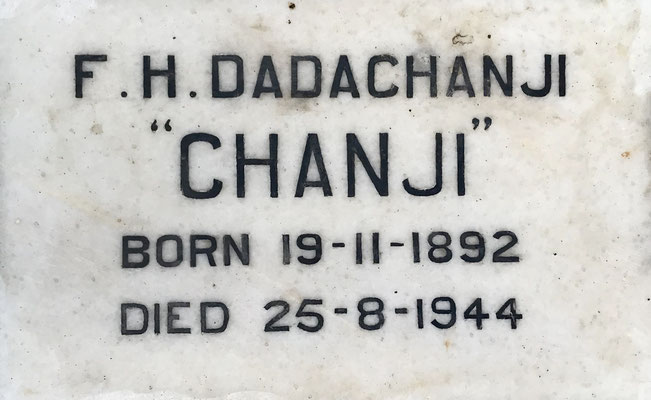 F.H.DADACHANJI
“CHANJI”
BORN 19-11-1892
DIED 25-8-1944